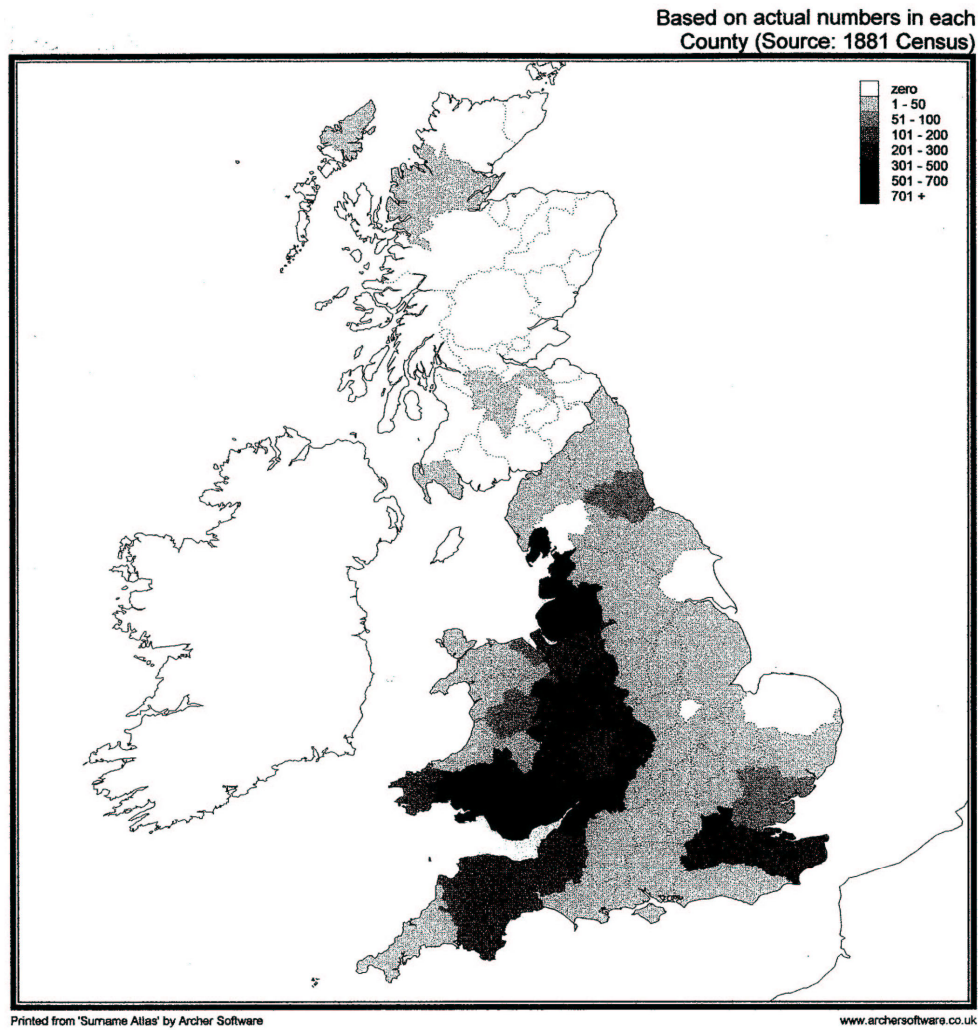 Based on actual numbers in each
County (Source: 1881 Census)
zero
1 - 50
51 - 100
101 - 200
201 - 300
301 - 500
501 - 700
701 +
Printed from 'Surname Atlas' by Archer Software
www.archersoftware.co.uk